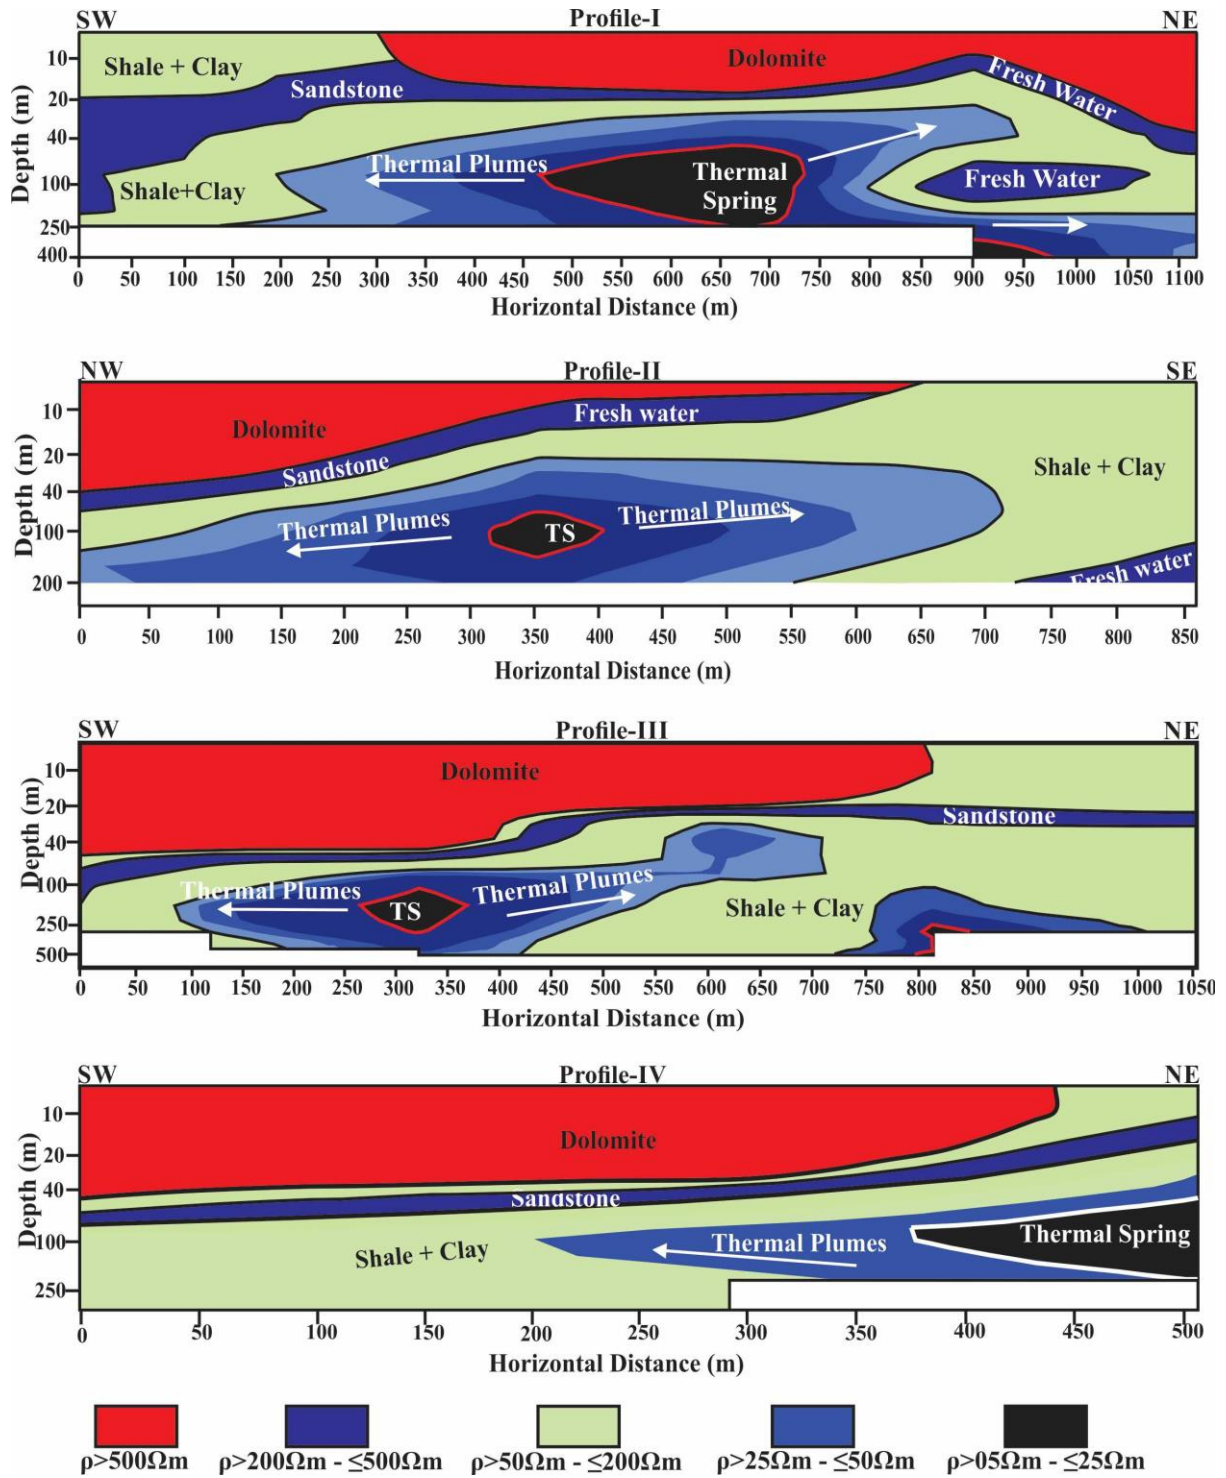 SW Profile-I NE
Depth (m)
10
20
40
100
250
400
Shale + Clay
Sandstone
Dolomite
Fresh Water
Thermal Plumes
Thermal
Spring
Shale+Clay
Fresh Water
0 50 100 150 200 250 300 350 400 450 500 550 600 650 700 750 800 850 900 950 1000 1050 1100
Horizontal Distance (m)
NW Profile-II SE
Depth (m)
10
20
40
100
200
Dolomite
Fresh water
Sandstone
Shale + Clay
Thermal Plumes
TS
Thermal Plumes
Fresh water
0 50 100 150 200 250 300 350 400 450 500 550 600 650 700 750 800 850
Horizontal Distance (m)
SW Profile-III NE
Depth (m)
10
20
40
100
250
500
Dolomite
Sandstone
Thermal Plumes
TS
Thermal Plumes
Shale + Clay
0 50 100 150 200 250 300 350 400 450 500 550 600 650 700 750 800 850 900 950 1000 1050
Horizontal Distance (m)
SW Profile-IV NE
Depth (m)
10
20
40
100
250
Dolomite
Sandstone
Shale + Clay
Thermal Plumes
Thermal Spring
0 50 100 150 200 250 300 350 400 450 500
Horizontal Distance (m)
ρ>500Ωm ρ>200Ωm - ≤500Ωm ρ>50Ωm - ≤200Ωm ρ>25Ωm - ≤50Ωm ρ>05Ωm - ≤25Ωm